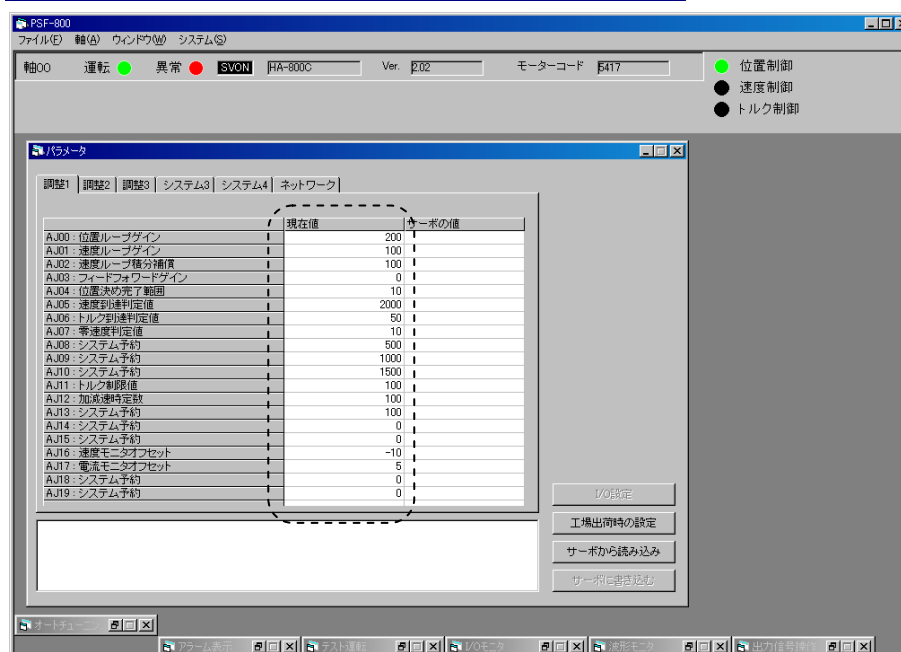 PSF-800
ファイル(F) 軸(A) ウィンドウ(W) システム(S)
軸00 運転 異常 SVON HA-800C Ver. 2.02 モーターコード 5417 位置制御
速度制御
トルク制御
パラメータ
調整1 調整2 調整3 システム3 システム4 ネットワーク
現在値 サーボの値
AJ00 : 位置ループゲイン 200
AJ01 : 速度ループゲイン 100
AJ02 : 速度ループ積分補償 100
AJ03 : フィードフォワードゲイン 0
AJ04 : 位置決め完了範囲 10
AJ05 : 速度到達判定値 2000
AJ06 : トルク到達判定値 50
AJ07 : 零速度判定値 10
AJ08 : システム予約 500
AJ09 : システム予約 1000
AJ10 : システム予約 1500
AJ11 : トルク制限値 100
AJ12 : 加減速時定数 100
AJ13 : システム予約 100
AJ14 : システム予約 0
AJ15 : システム予約 0
AJ16 : 速度モニタオフセット -10
AJ17 : 電流モニタオフセット 5
AJ18 : システム予約 0
AJ19 : システム予約 0
I/O設定
工場出荷時の設定
サーボから読み込み
サーボに書き込む
オートチューニン
アラーム表示 テスト運転 I/Oモニタ 波形モニタ 出力信号操作